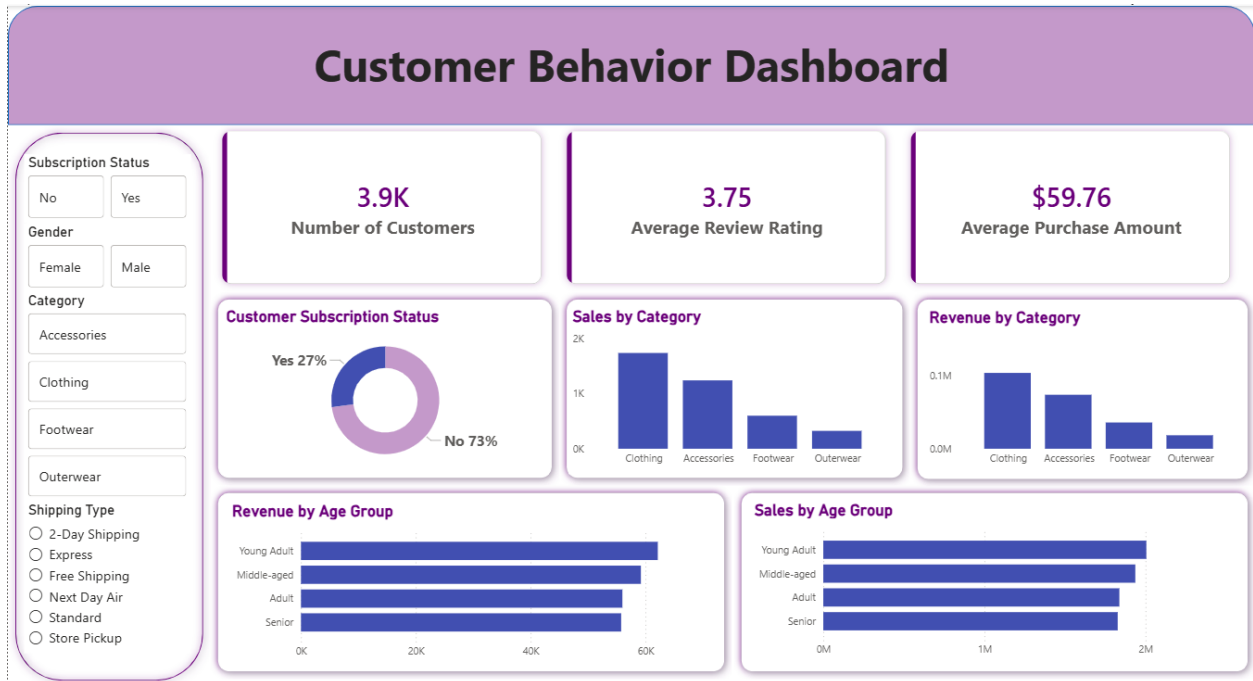 Customer Behavior Dashboard
Subscription Status
No
Yes
Gender
Female
Male
Category
Accessories
Clothing
Footwear
Outerwear
Shipping Type
2-Day Shipping
Express
Free Shipping
Next Day Air
Standard
Store Pickup
3.9K
Number of Customers
3.75
Average Review Rating
$59.76
Average Purchase Amount
Customer Subscription Status
Yes 27%
No 73%
Sales by Category
2K
1K
0K
Clothing
Accessories
Footwear
Outerwear
Revenue by Category
0.1M
0.0M
Clothing
Accessories
Footwear
Outerwear
Revenue by Age Group
Young Adult
Middle-aged
Adult
Senior
0K
20K
40K
60K
Sales by Age Group
Young Adult
Middle-aged
Adult
Senior
0M
1M
2M